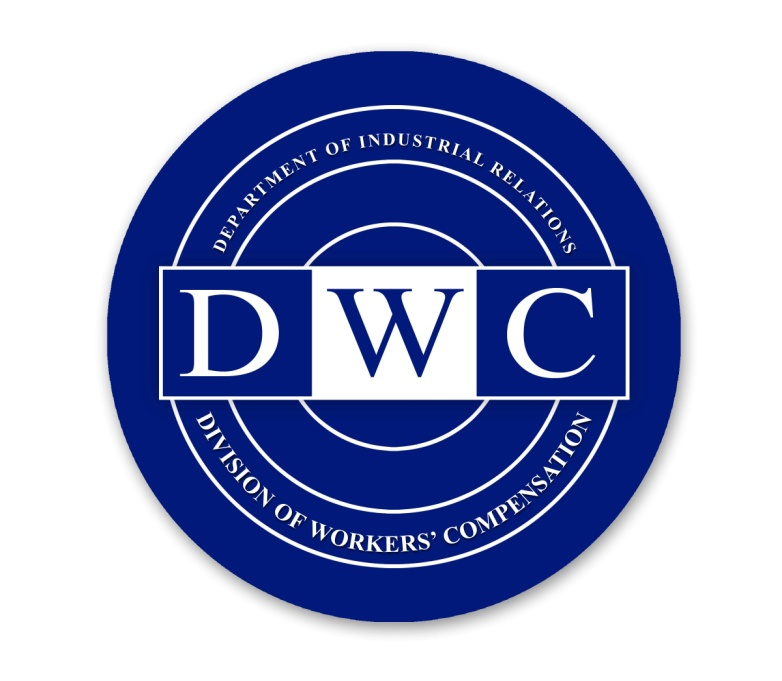 DEPARTMENT OF INDUSTRIAL RELATIONS
DWC
DIVISION OF WORKERS’ COMPENSATION